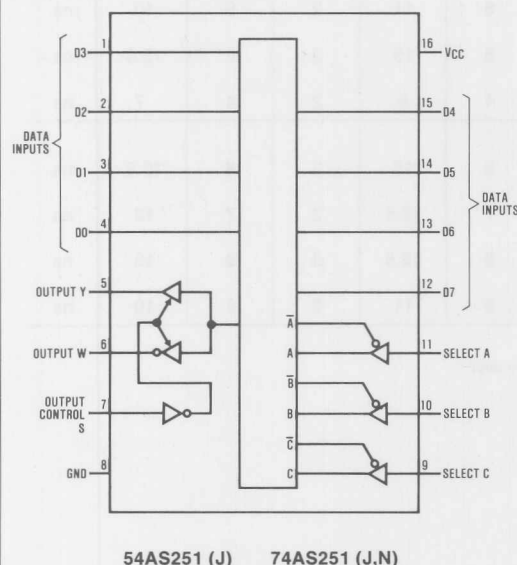 1
D3
16
VCC
2
D2
15
D4
DATA
INPUTS
3
D1
14
D5
DATA
INPUTS
4
D0
13
D6
5
OUTPUT Y
12
D7
A
6
OUTPUT W
A
11
SELECT A
B
7
OUTPUT
CONTROL
S
B
10
SELECT B
C
8
GND
C
9
SELECT C
54AS251 (J) 74AS251 (J,N)